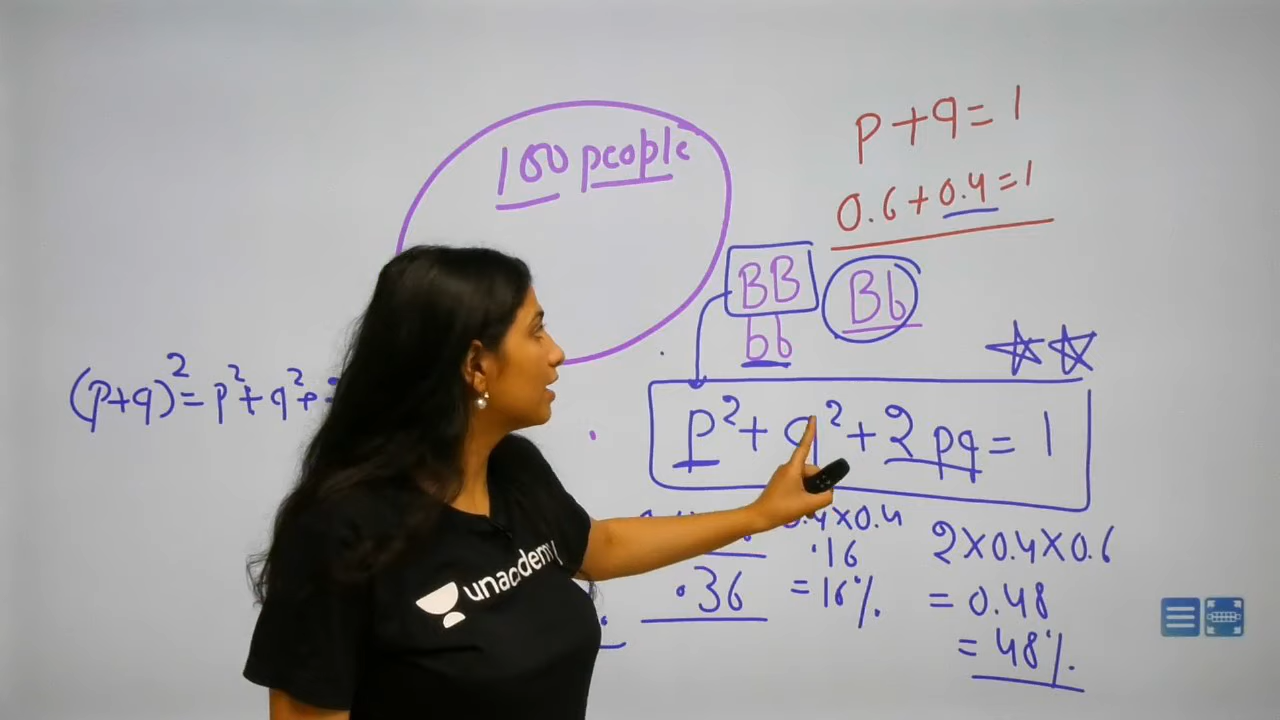 100 people
p+q=1
0.6+0.4=1
BB
Bb
bb
(p+q)²=p²+q²+
p²+q²+2pq=1
0.4×0.4
.16
=16%
.36
2×0.4×0.6
=0.48
=48%
unacademy